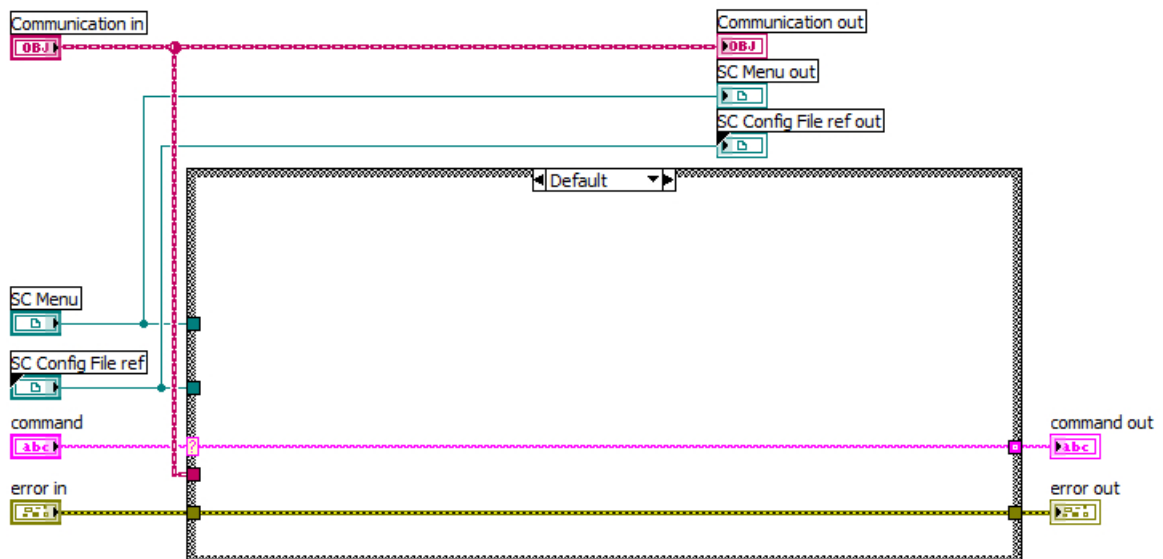 Communication in
OBJ
Communication out
OBJ
SC Menu out
SC Config File ref out
Default
SC Menu
SC Config File ref
command
abc
?
command out
abc
error in
error out